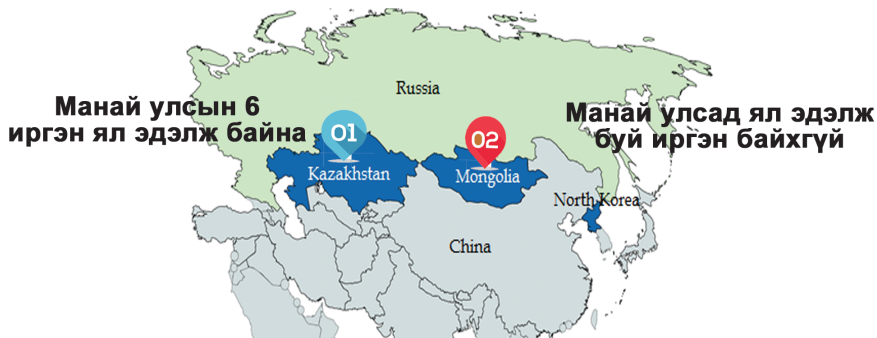 Russia
Манай улсын 6
иргэн ял эдэлж байна
01
Kazakhstan
02
Mongolia
Манай улсад ял эдэлж
буй иргэн байхгүй
North Korea
China